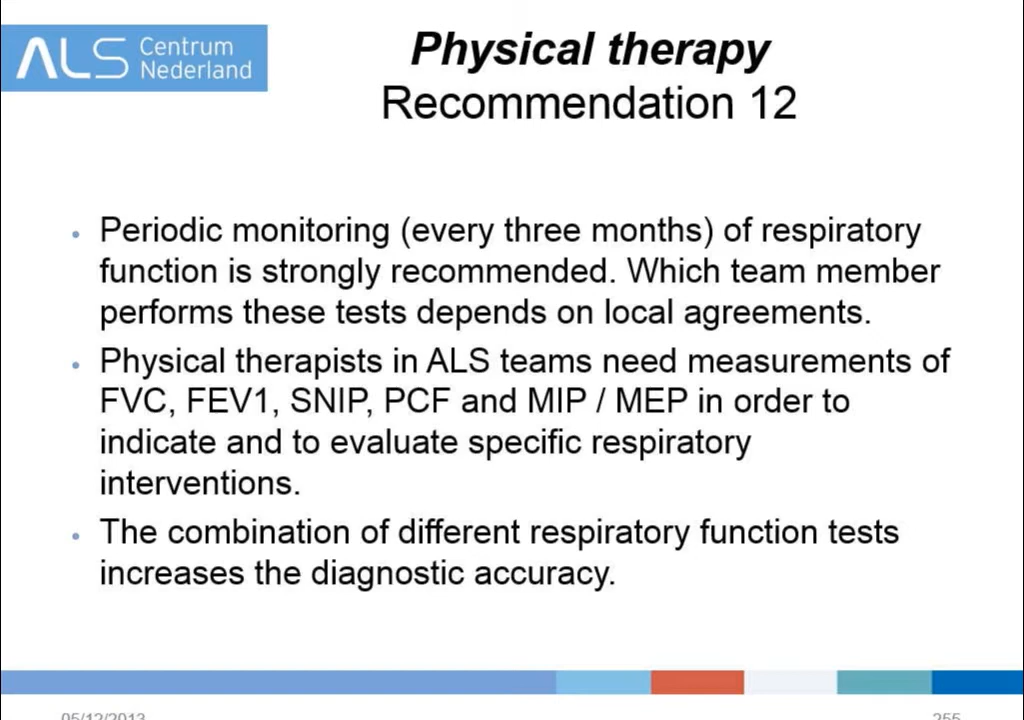 ALS Centrum
Nederland
Physical therapy
Recommendation 12
• Periodic monitoring (every three months) of respiratory
function is strongly recommended. Which team member
performs these tests depends on local agreements.
• Physical therapists in ALS teams need measurements of
FVC, FEV1, SNIP, PCF and MIP / MEP in order to
indicate and to evaluate specific respiratory
interventions.
• The combination of different respiratory function tests
increases the diagnostic accuracy.
05/12/2013
255